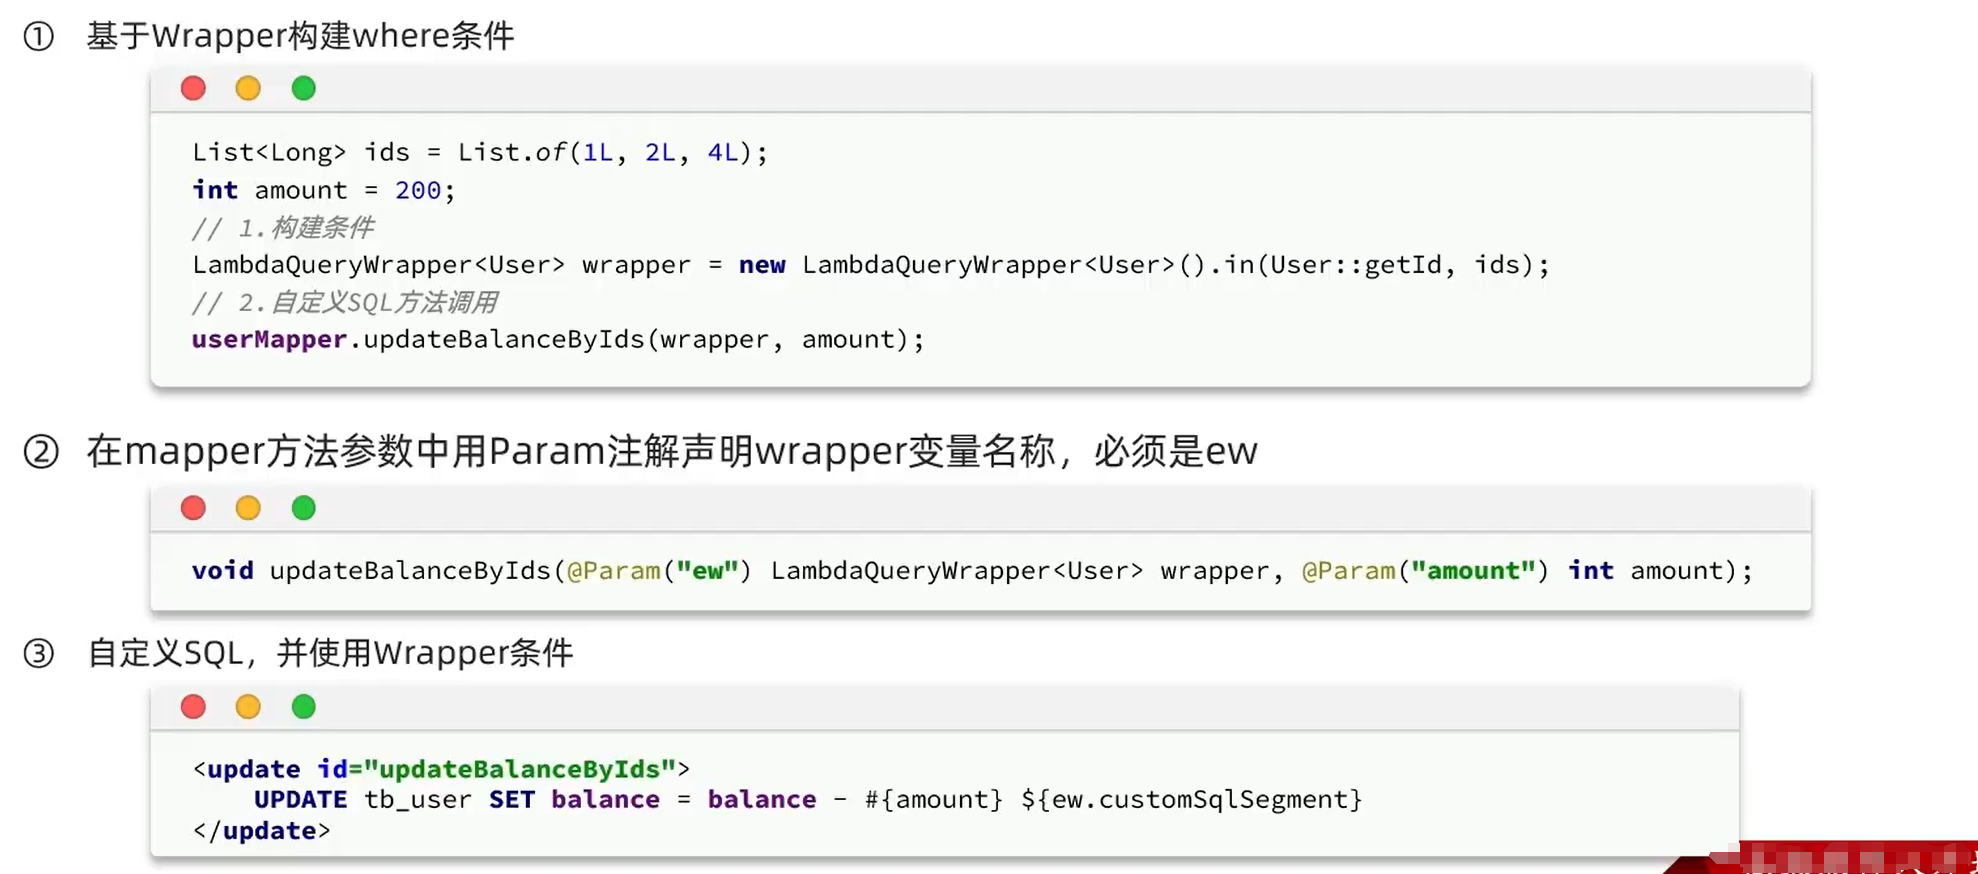 ① 基于Wrapper构建where条件
List<Long> ids = List.of(1L, 2L, 4L);
int amount = 200;
// 1.构建条件
LambdaQueryWrapper<User> wrapper = new LambdaQueryWrapper<User>().in(User::getId, ids);
// 2.自定义SQL方法调用
userMapper.updateBalanceByIds(wrapper, amount);
② 在mapper方法参数中用Param注解声明wrapper变量名称，必须是ew
void updateBalanceByIds(@Param("ew") LambdaQueryWrapper<User> wrapper, @Param("amount") int amount);
③ 自定义SQL，并使用Wrapper条件
<update id="updateBalanceByIds">
UPDATE tb_user SET balance = balance - #{amount} ${ew.customSqlSegment}
</update>